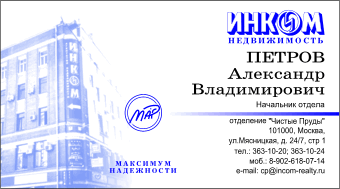 ИНКОМ
НЕДВИЖИМОСТЬ
ПЕТРОВ
Александр
Владимирович
Начальник отдела
отделение "Чистые Пруды"
101000, Москва,
ул.Мясницкая, д. 24/7, стр 1
тел.: 363-10-20; 363-10-24
моб.: 8-902-618-07-14
e-mail: cp@incom-realty.ru
ИНКОМ
МАР
МАКСИМУМ
НАДЕЖНОСТИ